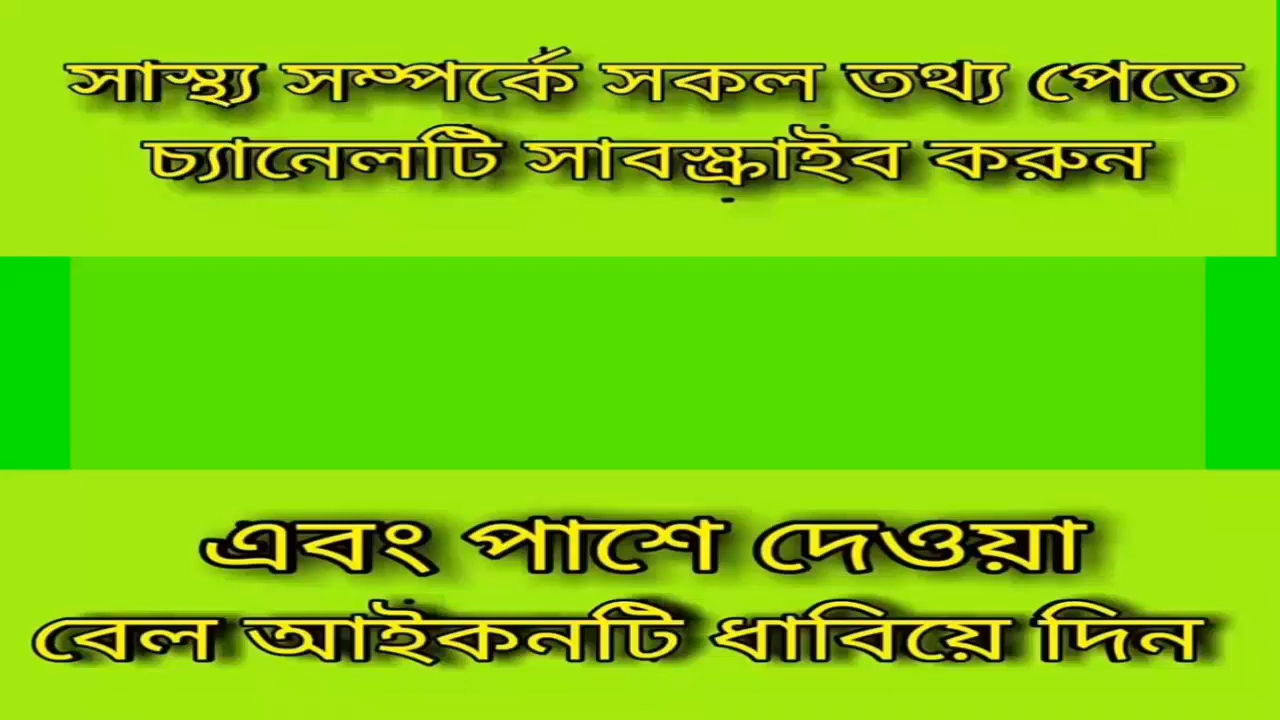 সাস্থ্য সম্পর্কে সকল তথ্য পেতে
চ্যানেলটি সাবস্ক্রাইব করুন
এবং পাশে দেওয়া
বেল আইকনটি ধাবিয়ে দিন